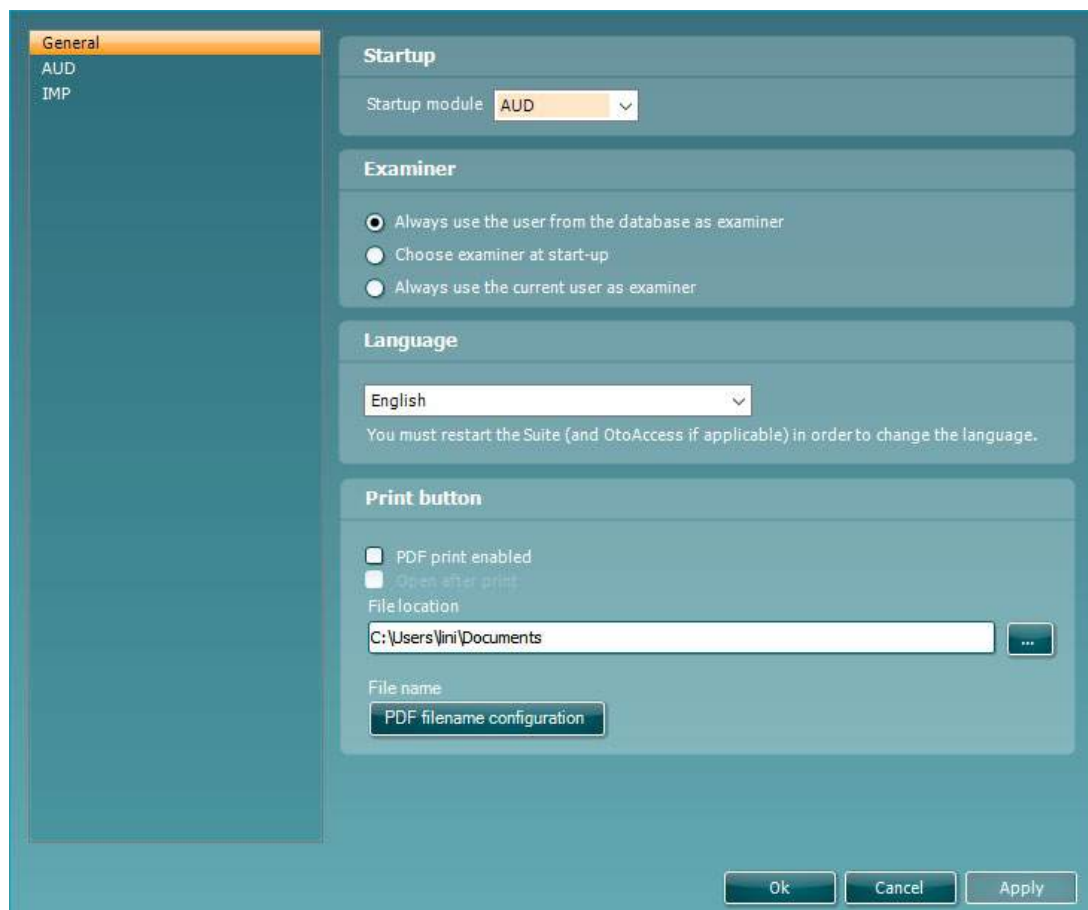 General
AUD
IMP
Startup
Startup module AUD
Examiner
Always use the user from the database as examiner
Choose examiner at start-up
Always use the current user as examiner
Language
English
You must restart the Suite (and OtoAccess if applicable) in order to change the language.
Print button
PDF print enabled
Open after print
File location
C:\Users\lini\Documents
...
File name
PDF filename configuration
Ok Cancel Apply